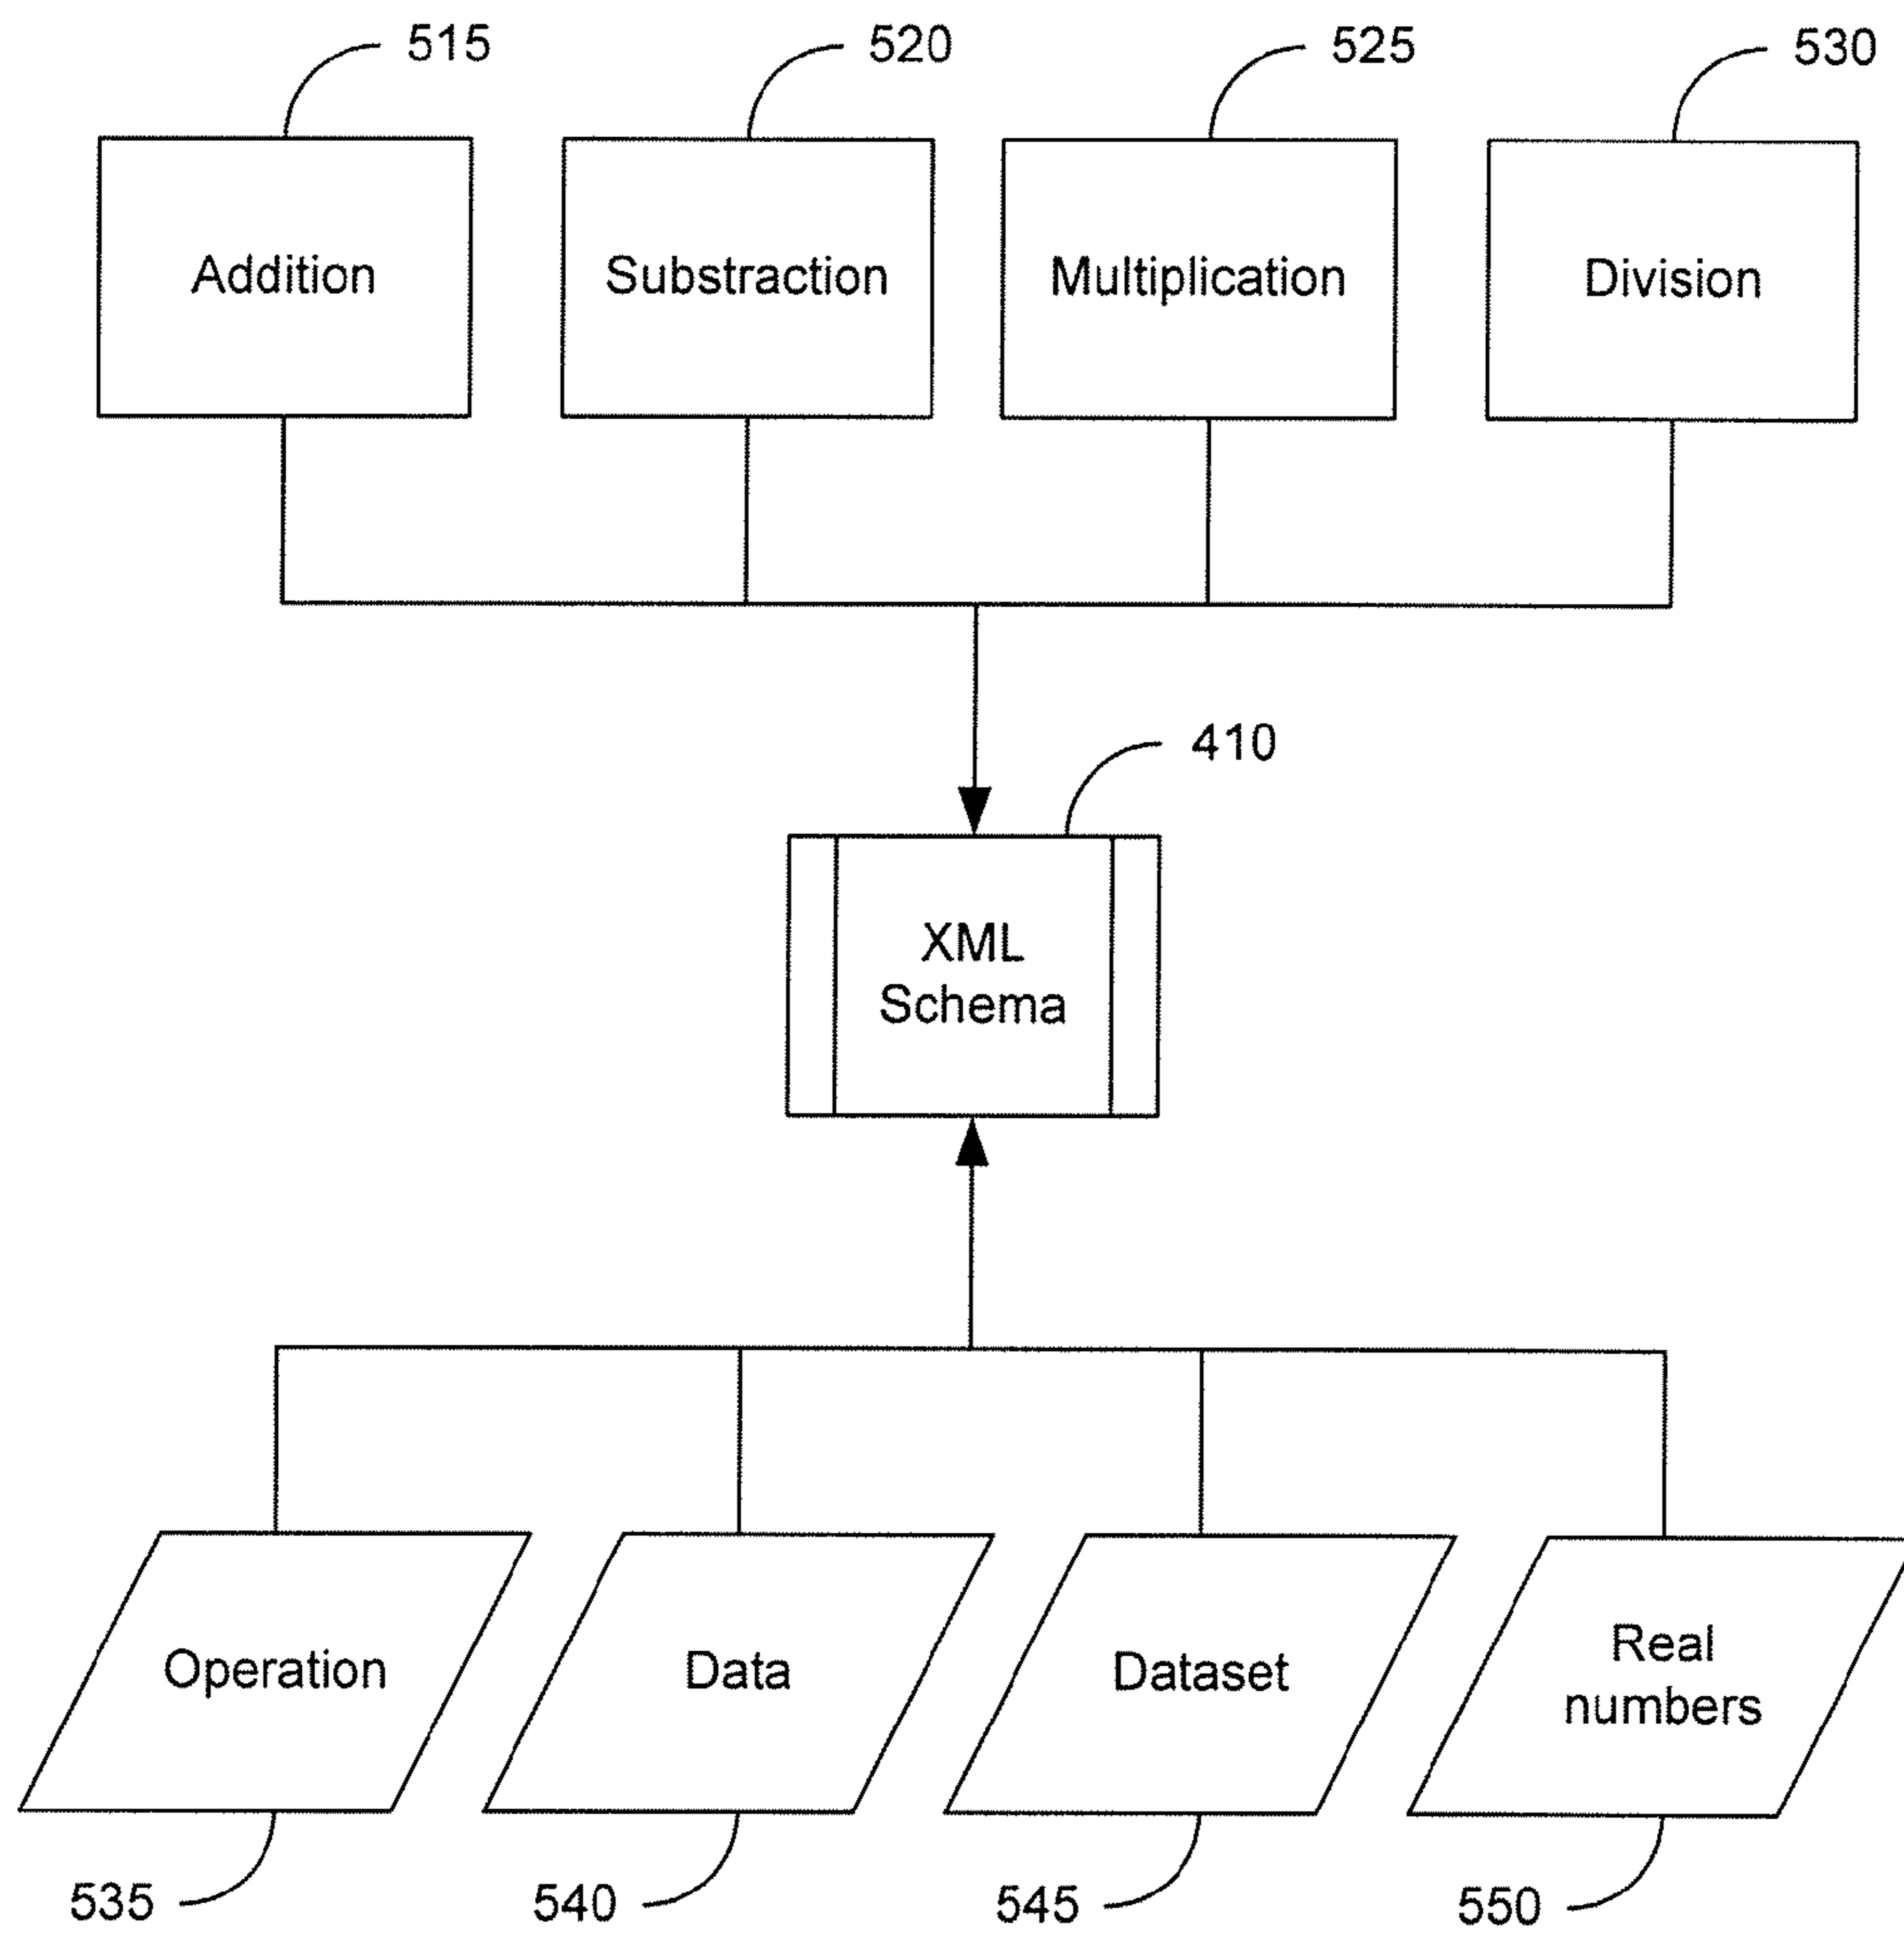 515
520
525
530
Addition
Substraction
Multiplication
Division
410
XML
Schema
Operation
Data
Dataset
Real
numbers
535
540
545
550